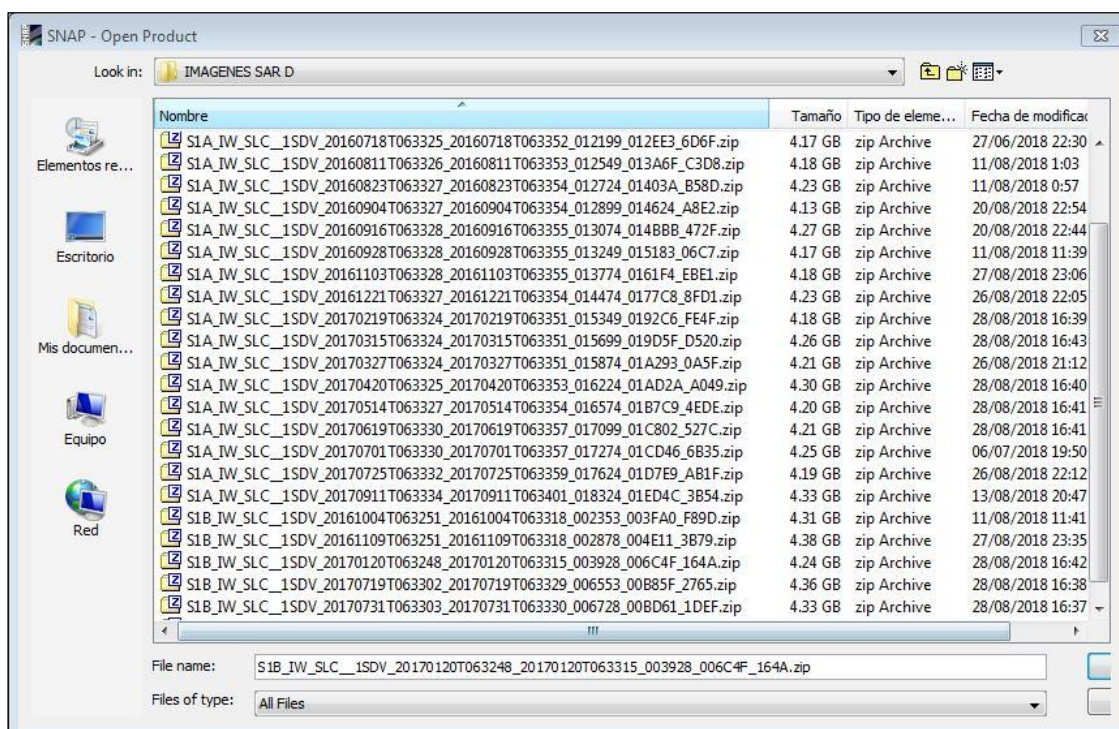 SNAP - Open Product
Look in: IMAGENES SAR D
Nombre Tamaño Tipo de eleme... Fecha de modificac
S1A_IW_SLC__1SDV_20160718T063325_20160718T063352_012199_012EE3_6D6F.zip 4.17 GB zip Archive 27/06/2018 22:30
S1A_IW_SLC__1SDV_20160811T063326_20160811T063353_012549_013A6F_C3D8.zip 4.18 GB zip Archive 11/08/2018 1:03
S1A_IW_SLC__1SDV_20160823T063327_20160823T063354_012724_01403A_B58D.zip 4.23 GB zip Archive 11/08/2018 0:57
S1A_IW_SLC__1SDV_20160904T063327_20160904T063354_012899_014624_A8E2.zip 4.13 GB zip Archive 20/08/2018 22:54
S1A_IW_SLC__1SDV_20160916T063328_20160916T063355_013074_014BBB_472F.zip 4.27 GB zip Archive 20/08/2018 22:44
S1A_IW_SLC__1SDV_20160928T063328_20160928T063355_013249_015183_06C7.zip 4.17 GB zip Archive 11/08/2018 11:39
S1A_IW_SLC__1SDV_20161103T063328_20161103T063355_013774_0161F4_EBE1.zip 4.18 GB zip Archive 27/08/2018 23:06
S1A_IW_SLC__1SDV_20161221T063327_20161221T063354_014474_0177C8_8FD1.zip 4.23 GB zip Archive 26/08/2018 22:05
S1A_IW_SLC__1SDV_20170219T063324_20170219T063351_015349_0192C6_FE4F.zip 4.18 GB zip Archive 28/08/2018 16:39
S1A_IW_SLC__1SDV_20170315T063324_20170315T063351_015699_019D5F_D520.zip 4.26 GB zip Archive 28/08/2018 16:43
S1A_IW_SLC__1SDV_20170327T063324_20170327T063351_015874_01A293_0A5F.zip 4.21 GB zip Archive 26/08/2018 21:12
S1A_IW_SLC__1SDV_20170420T063325_20170420T063353_016224_01AD2A_A049.zip 4.30 GB zip Archive 28/08/2018 16:40
S1A_IW_SLC__1SDV_20170514T063327_20170514T063354_016574_01B7C9_4EDE.zip 4.20 GB zip Archive 28/08/2018 16:41
S1A_IW_SLC__1SDV_20170619T063330_20170619T063357_017099_01C802_527C.zip 4.21 GB zip Archive 28/08/2018 16:41
S1A_IW_SLC__1SDV_20170701T063330_20170701T063357_017274_01CD46_6B35.zip 4.25 GB zip Archive 06/07/2018 19:50
S1A_IW_SLC__1SDV_20170725T063332_20170725T063359_017624_01D7E9_AB1F.zip 4.19 GB zip Archive 26/08/2018 22:12
S1A_IW_SLC__1SDV_20170911T063334_20170911T063401_018324_01ED4C_3B54.zip 4.33 GB zip Archive 13/08/2018 20:47
S1B_IW_SLC__1SDV_20161004T063251_20161004T063318_002353_003FA0_F89D.zip 4.31 GB zip Archive 11/08/2018 11:41
S1B_IW_SLC__1SDV_20161109T063251_20161109T063318_002878_004E11_3B79.zip 4.38 GB zip Archive 27/08/2018 23:35
S1B_IW_SLC__1SDV_20170120T063248_20170120T063315_003928_006C4F_164A.zip 4.24 GB zip Archive 28/08/2018 16:42
S1B_IW_SLC__1SDV_20170719T063302_20170719T063329_006553_00B85F_2765.zip 4.36 GB zip Archive 28/08/2018 16:38
S1B_IW_SLC__1SDV_20170731T063303_20170731T063330_006728_00BD61_1DEF.zip 4.33 GB zip Archive 28/08/2018 16:37
Elementos re...
Escritorio
Mis documen...
Equipo
Red
File name: S1B_IW_SLC__1SDV_20170120T063248_20170120T063315_003928_006C4F_164A.zip
Files of type: All Files